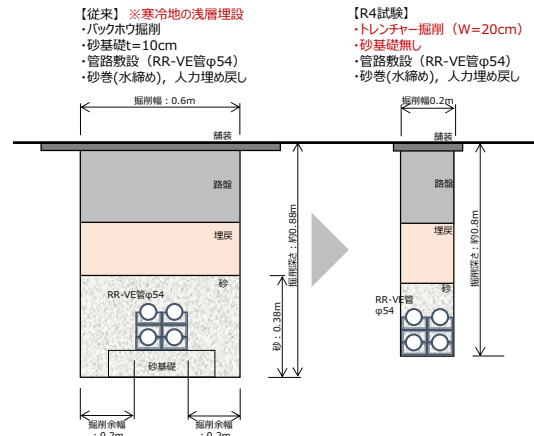 【従来】 ※寒冷地の浅層埋設
・バックホウ掘削
・砂基礎t=10cm
・管路敷設（RR-VE管φ54）
・砂巻(水締め)，人力埋め戻し
掘削幅：0.6m
舗装
路盤
埋戻
砂
RR-VE管φ54
砂基礎
掘削深さ：約0.88m
砂：0.38m
掘削余幅
：0.2m
掘削余幅
：0.2m
【R4試験】
・トレンチャー掘削（W=20cm）
・砂基礎無し
・管路敷設（RR-VE管φ54）
・砂巻(水締め)，人力埋め戻し
掘削幅0.2m
舗装
路盤
埋戻
砂
RR-VE管
φ54
掘削深さ：約0.8m